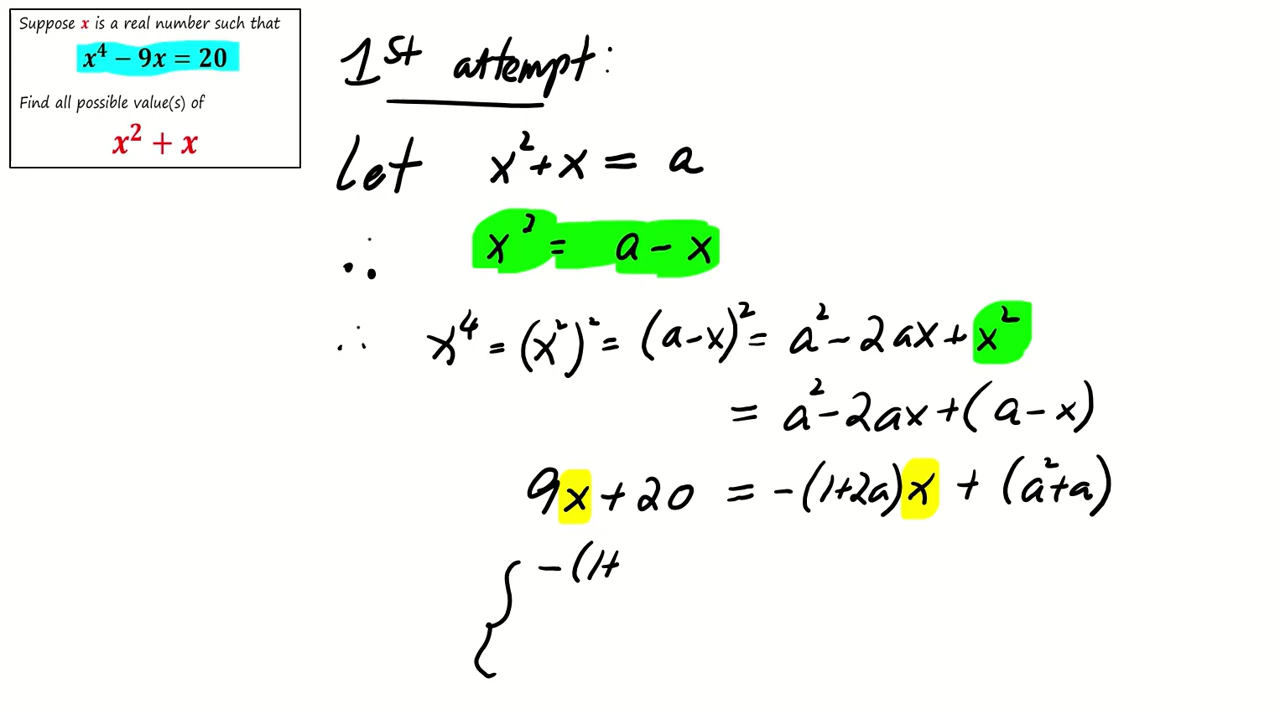 Suppose x is a real number such that
x⁴ − 9x = 20
Find all possible value(s) of
x² + x
1st attempt:
Let x² + x = a
∴ x² = a − x
∴ x⁴ = (x²)² = (a−x)² = a² − 2ax + x²
= a² − 2ax + (a − x)
9x + 20 = −(1+2a)x + (a²+a)
{ −(1+